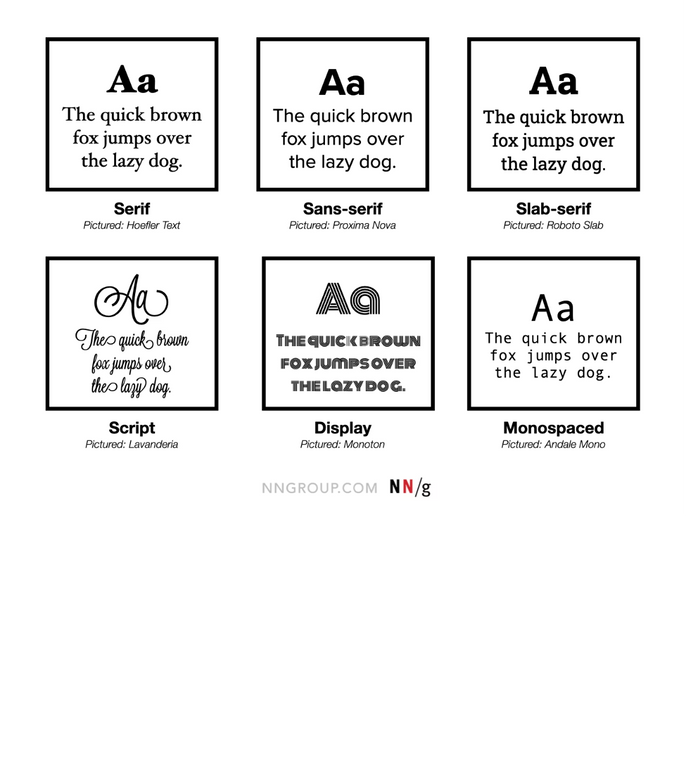 Aa
The quick brown
fox jumps over
the lazy dog.
Serif
Pictured: Hoefler Text
Aa
The quick brown
fox jumps over
the lazy dog.
Sans-serif
Pictured: Proxima Nova
Aa
The quick brown
fox jumps over
the lazy dog.
Slab-serif
Pictured: Roboto Slab
Aa
The quick brown
fox jumps over
the lazy dog.
Script
Pictured: Lavanderia
Aa
THE QUICK BROWN
FOX JUMPS OVER
THE LAZY DOG.
Display
Pictured: Monoton
Aa
The quick brown
fox jumps over
the lazy dog.
Monospaced
Pictured: Andale Mono
NNGROUP.COM NN/g